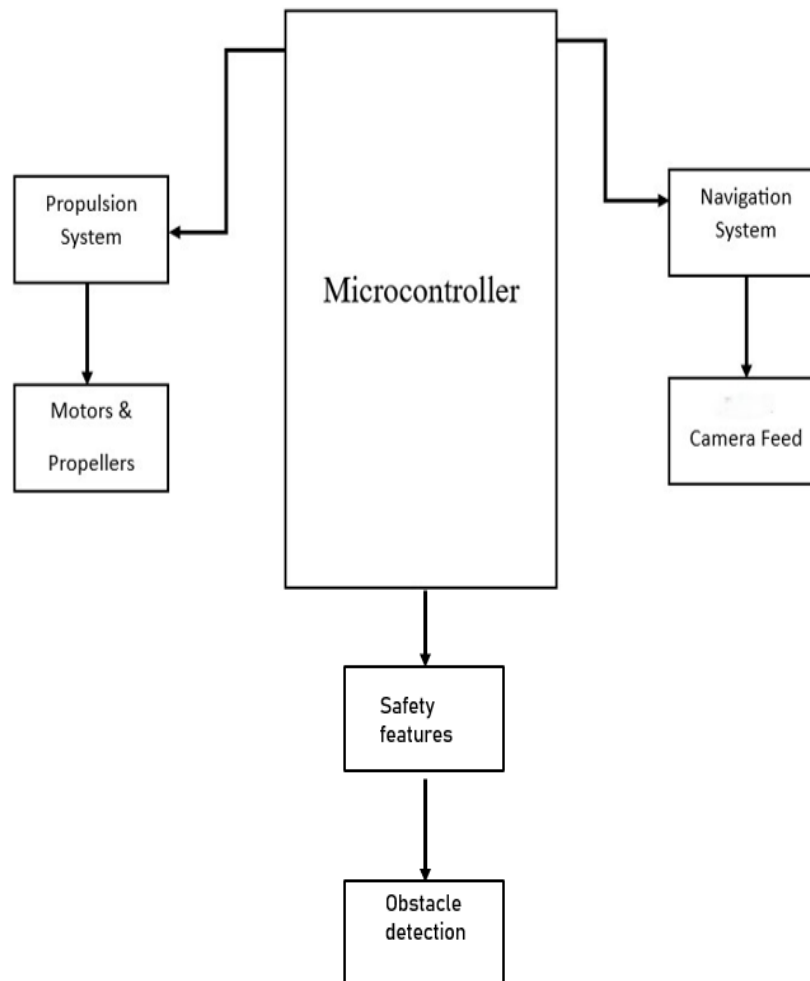 Propulsion
System
Navigation
System
Microcontroller
Motors &
Propellers
Camera Feed
Safety
features
Obstacle
detection